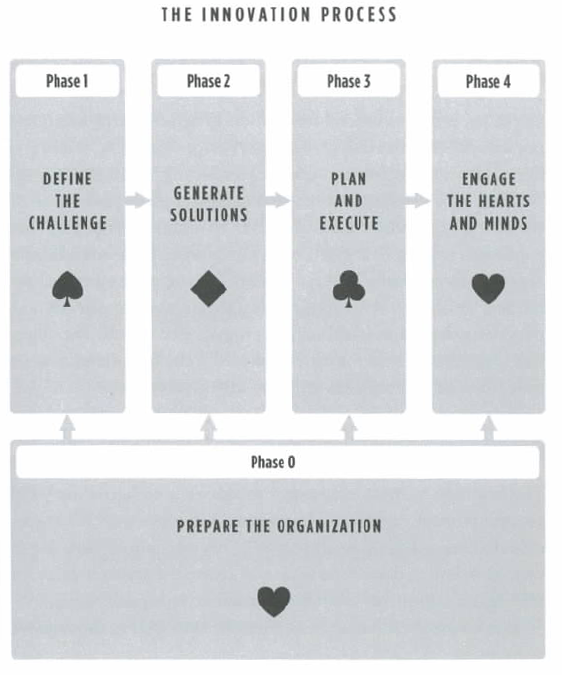 THE INNOVATION PROCESS
Phase 1
DEFINE
THE
CHALLENGE
Phase 2
GENERATE
SOLUTIONS
Phase 3
PLAN
AND
EXECUTE
Phase 4
ENGAGE
THE HEARTS
AND MINDS
Phase 0
PREPARE THE ORGANIZATION